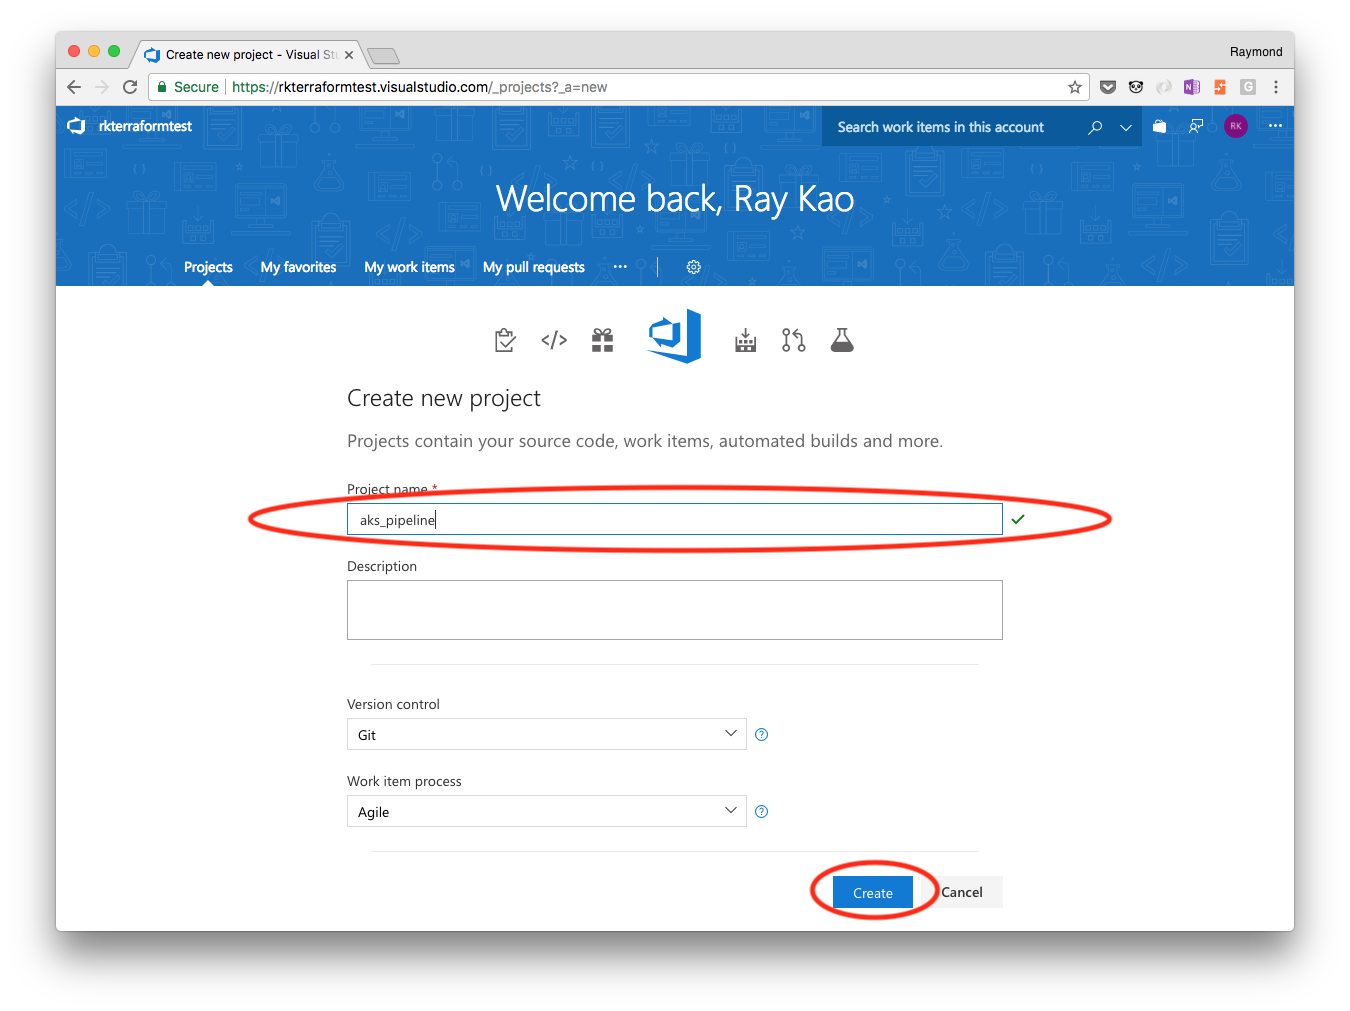 Create new project - Visual Stu
Raymond
Secure
https://rkterraformtest.visualstudio.com/_projects?_a=new
rkterraformtest
Search work items in this account
RK
Welcome back, Ray Kao
Projects
My favorites
My work items
My pull requests
Create new project
Projects contain your source code, work items, automated builds and more.
Project name *
aks_pipeline
Description
Version control
Git
Work item process
Agile
Create
Cancel